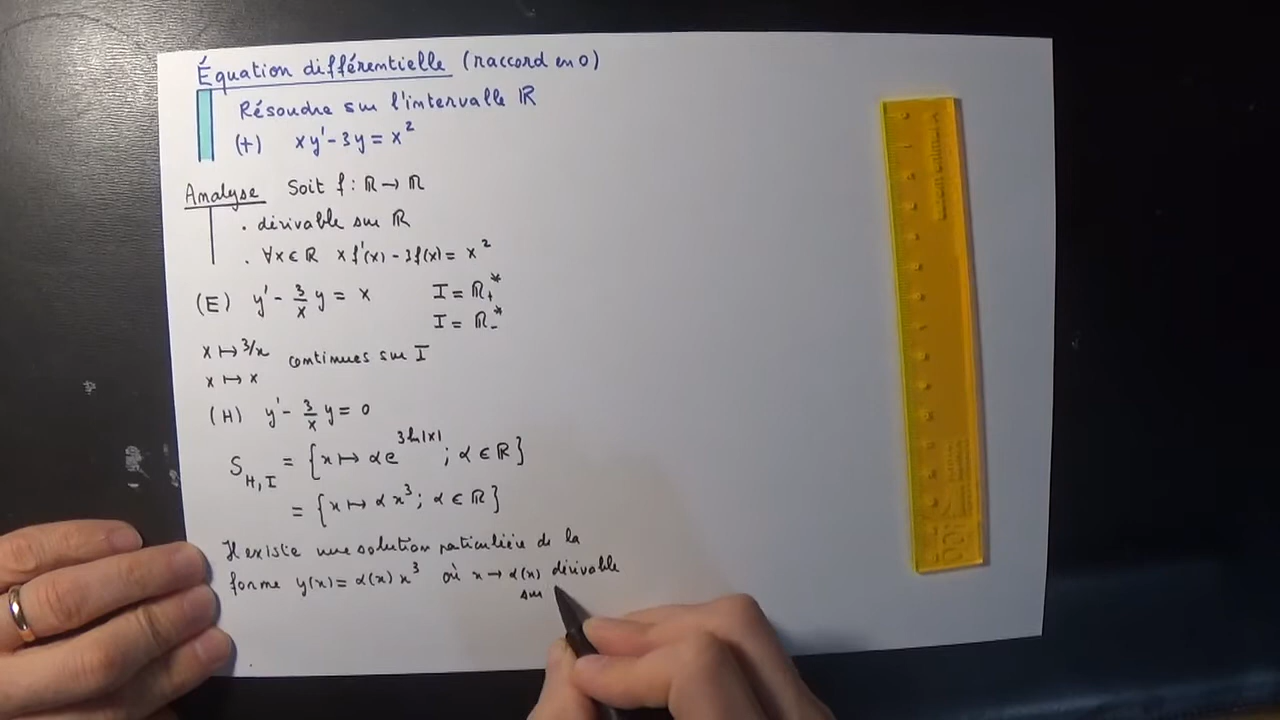 Équation différentielle (raccord en 0)
Résoudre sur l'intervalle ℝ
(+) xy' - 3y = x²
Analyse Soit f : ℝ → ℝ
. dérivable sur ℝ
. ∀x ∈ ℝ x f'(x) - 3f(x) = x²
(E) y' - 3/x y = x I = ℝ₊*
I = ℝ₋*
x ↦ 3/x continues sur I
x ↦ x
(H) y' - 3/x y = 0
S_{H,I} = {x ↦ αe^{3ln|x|} ; α ∈ ℝ}
= {x ↦ αx³ ; α ∈ ℝ}
Il existe une solution particulière de la
forme y(x) = α(x) x³ où x → α(x) dérivable
sur